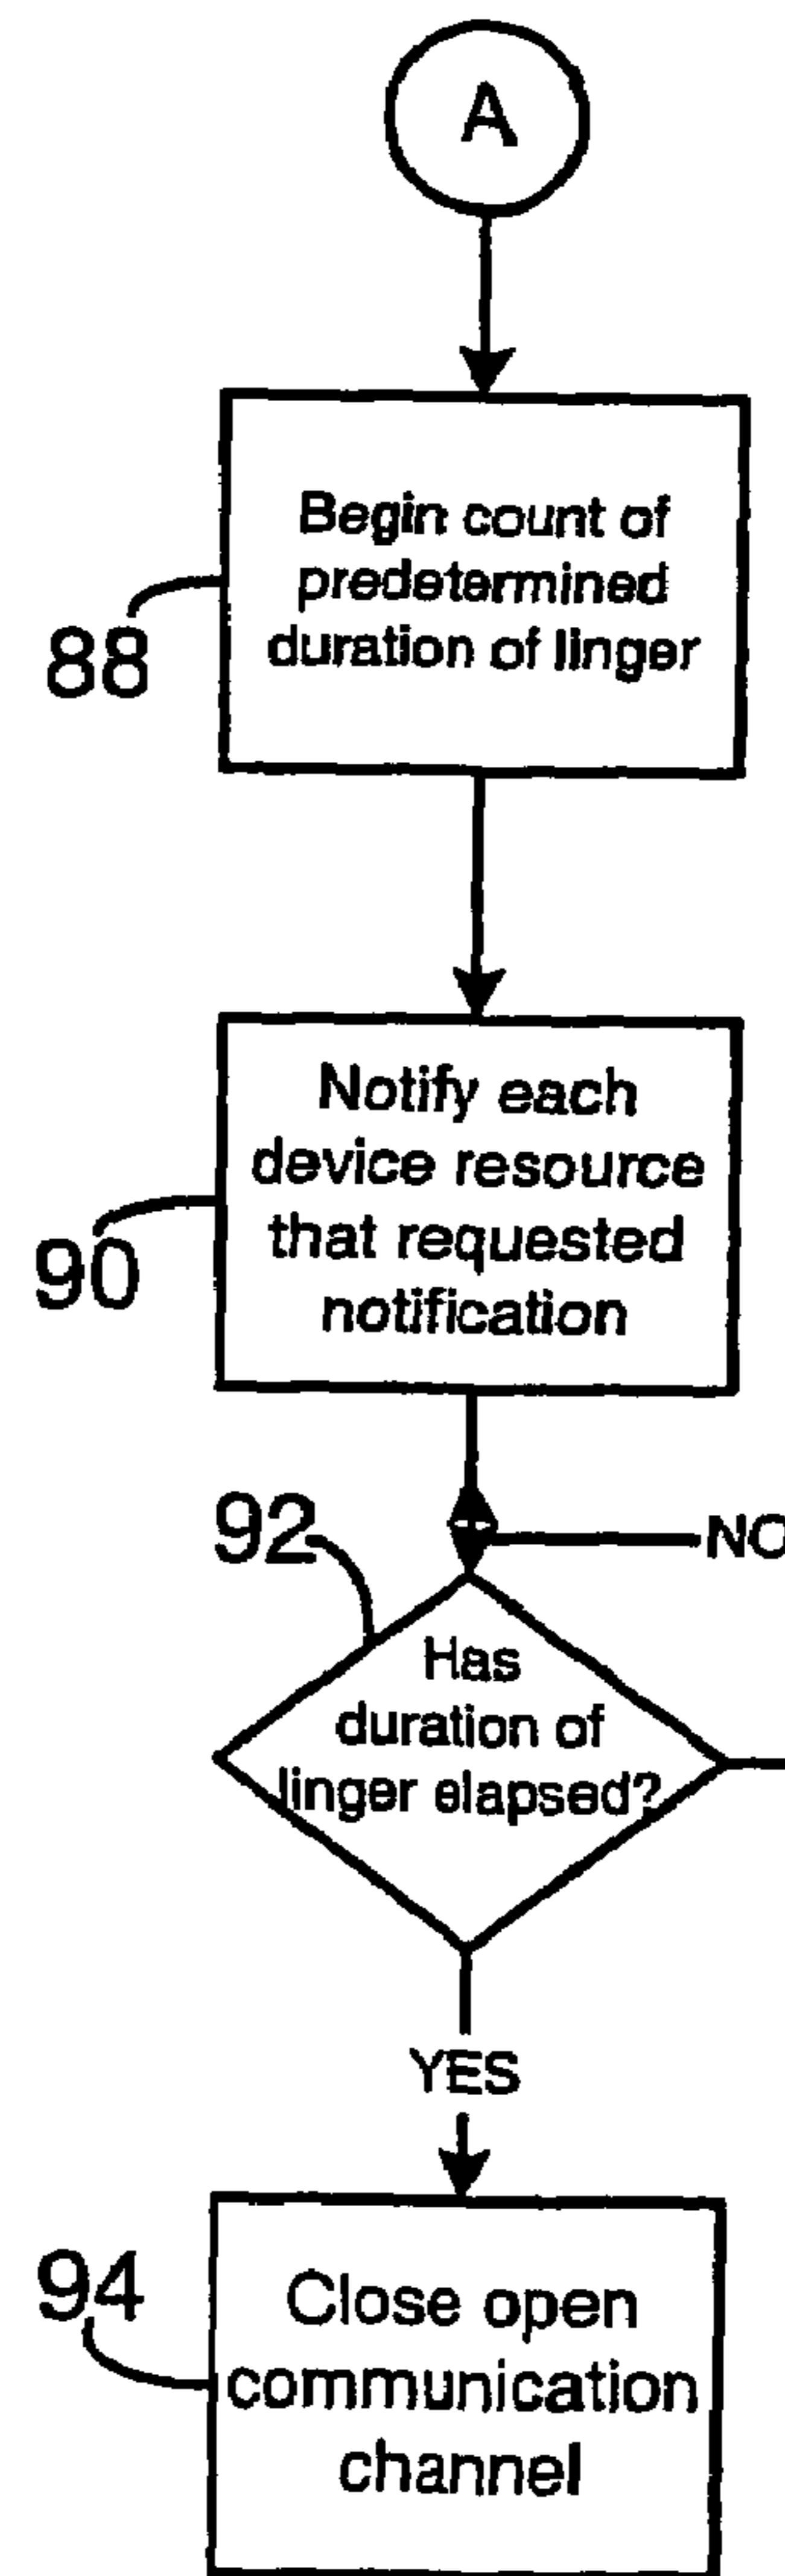 A
Begin count of
predetermined
duration of linger
88
Notify each
device resource
that requested
notification
90
92
NO
Has
duration of
linger elapsed?
YES
94
Close open
communication
channel